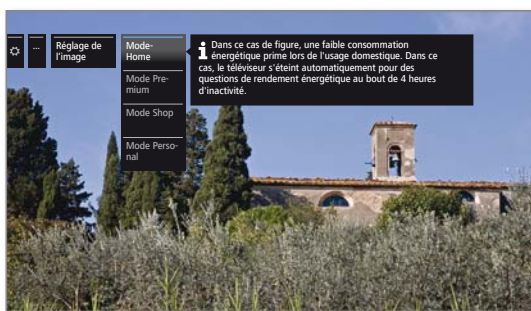 ...
Réglage de
l'image
Mode-
Home
Mode Pre-
mium
Mode Shop
Mode Perso-
nal
i Dans ce cas de figure, une faible consommation
énergétique prime lors de l'usage domestique. Dans ce
cas, le téléviseur s'éteint automatiquement pour des
questions de rendement énergétique au bout de 4 heures
d'inactivité.